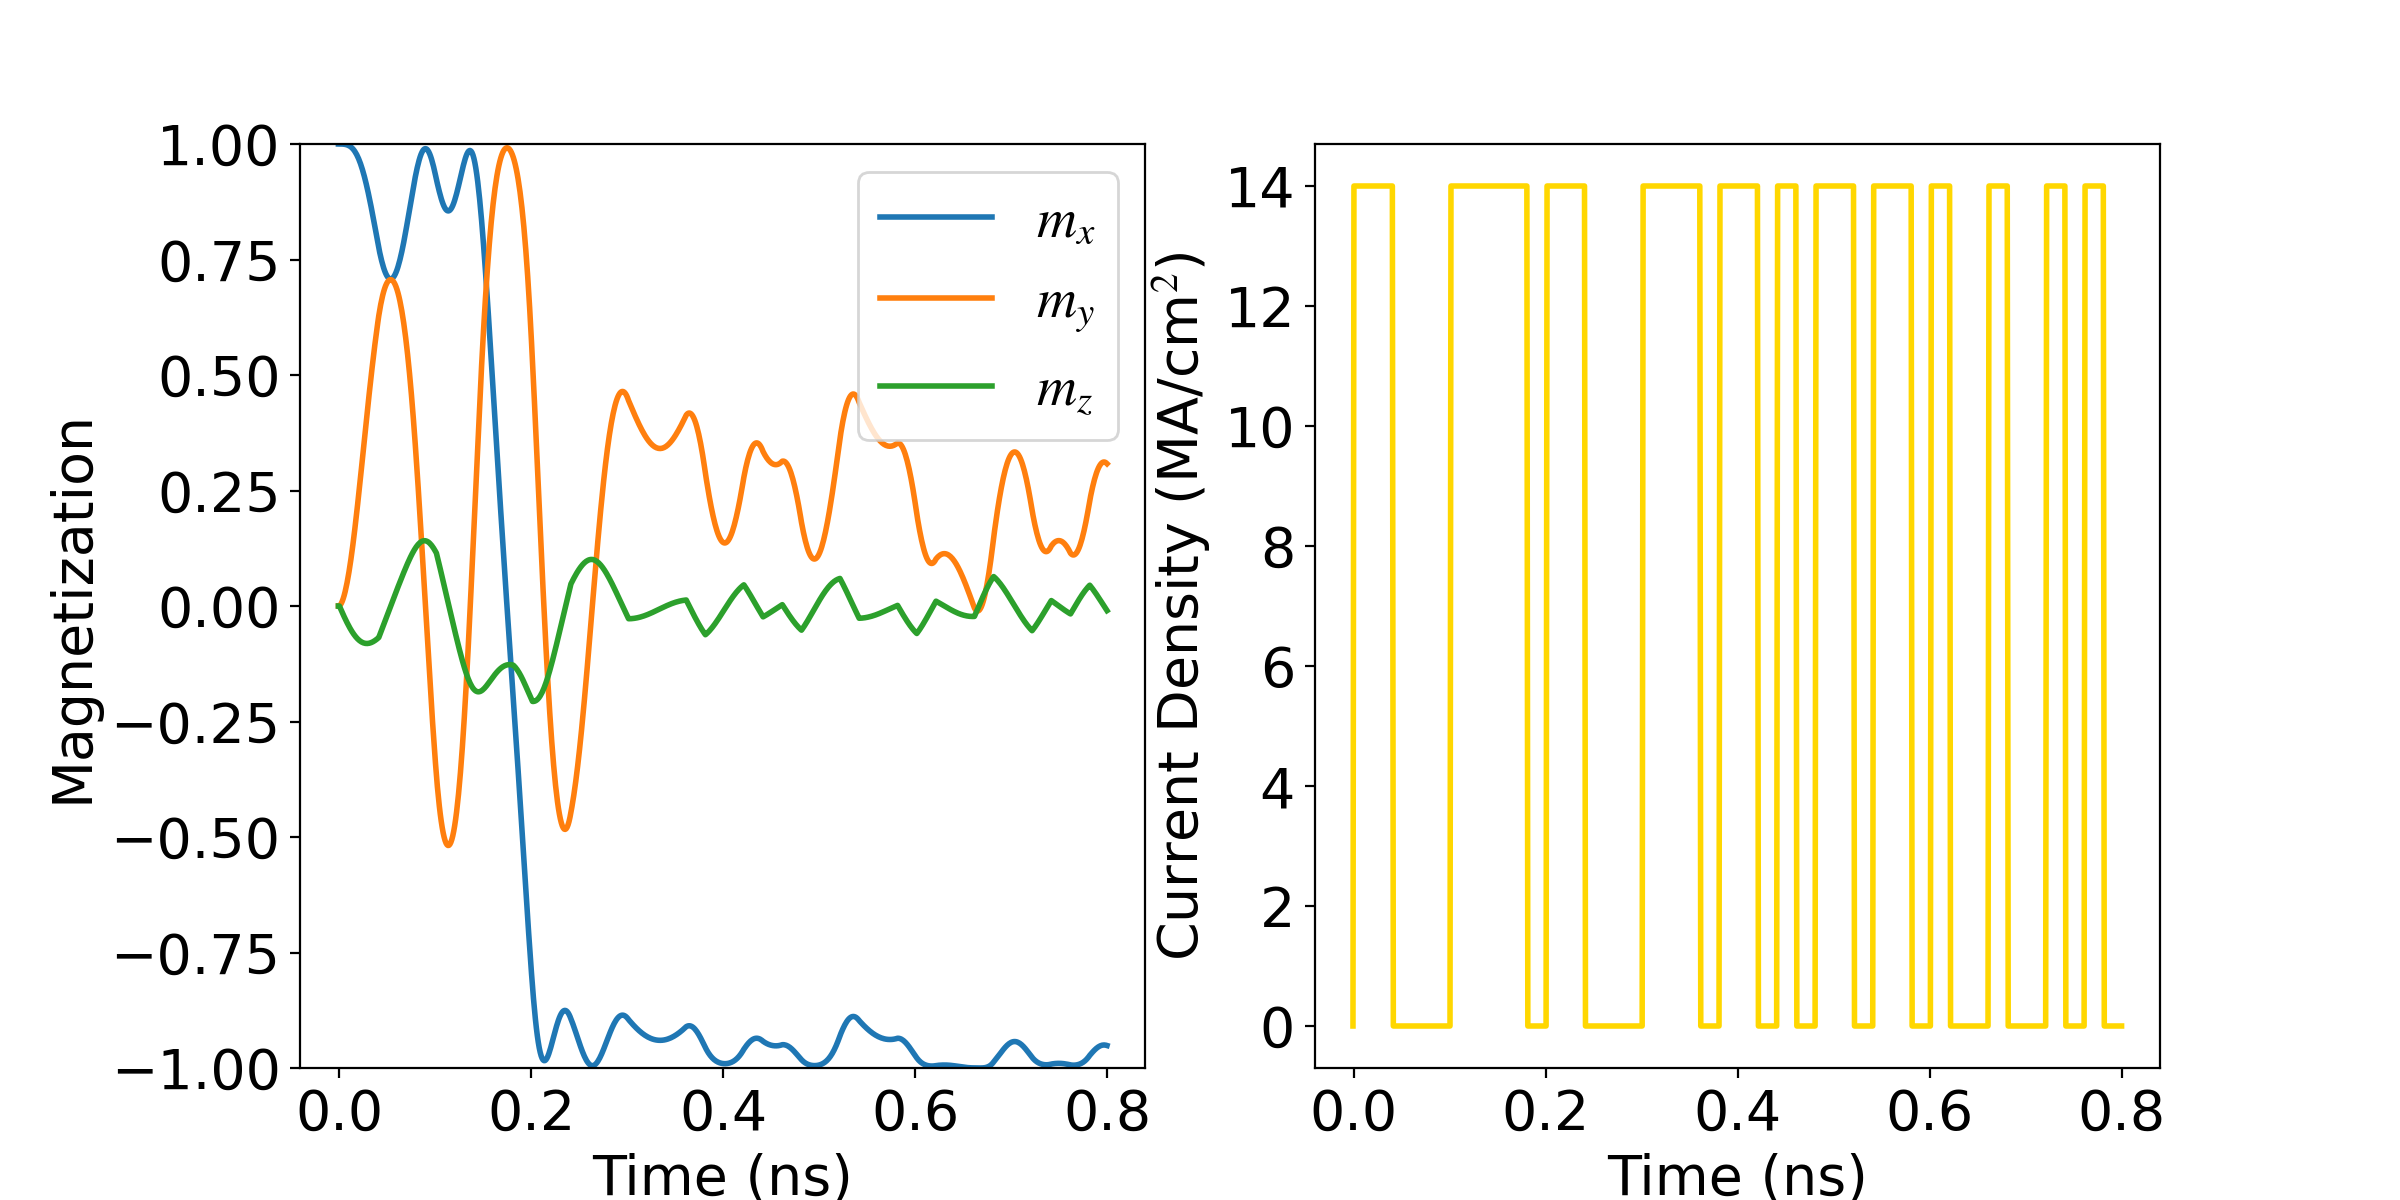 1.00
0.75
0.50
0.25
0.00
−0.25
−0.50
−0.75
−1.00
Magnetization
0.0 0.2 0.4 0.6 0.8
Time (ns)
m_x
m_y
m_z
14
12
10
8
6
4
2
0
Current Density (MA/cm²)
0.0 0.2 0.4 0.6 0.8
Time (ns)